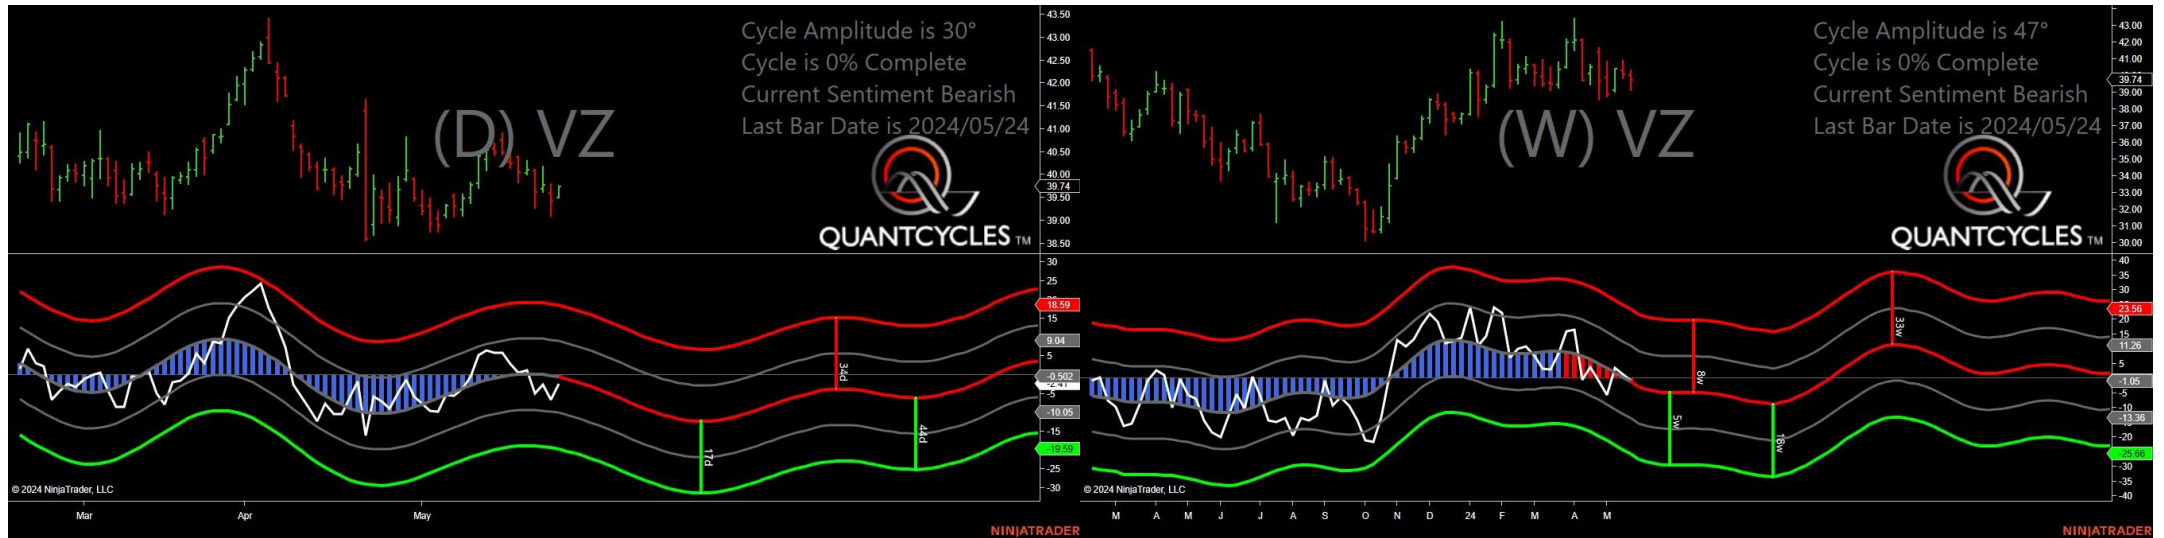 Cycle Amplitude is 30°
Cycle is 0% Complete
Current Sentiment Bearish
Last Bar Date is 2024/05/24
(D) VZ
QUANTCYCLES TM
43.50
43.00
42.50
42.00
41.50
41.00
40.50
40.00
39.74
39.50
39.00
38.50
30
25
18.59
15
9.04
5
-0.502
-2.41
-5
-10.05
-15
-19.59
-25
-30
17d
34d
44d
© 2024 NinjaTrader, LLC
Mar Apr May
NINJATRADER
Cycle Amplitude is 47°
Cycle is 0% Complete
Current Sentiment Bearish
Last Bar Date is 2024/05/24
(W) VZ
QUANTCYCLES TM
43.00
42.00
41.00
39.74
39.00
38.00
37.00
36.00
35.00
34.00
33.00
32.00
31.00
30.00
40
35
30
23.56
20
15
11.26
5
-1.05
-5
-10
-13.36
-20
-25.66
-30
-35
-40
5w
8w
18w
33w
© 2024 NinjaTrader, LLC
M A M J J A S O N D 24 F M A M
NINJATRADER